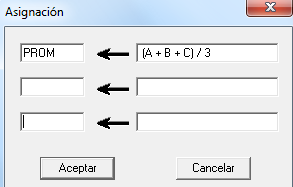 Asignación
PROM (A + B + C) / 3
Aceptar Cancelar